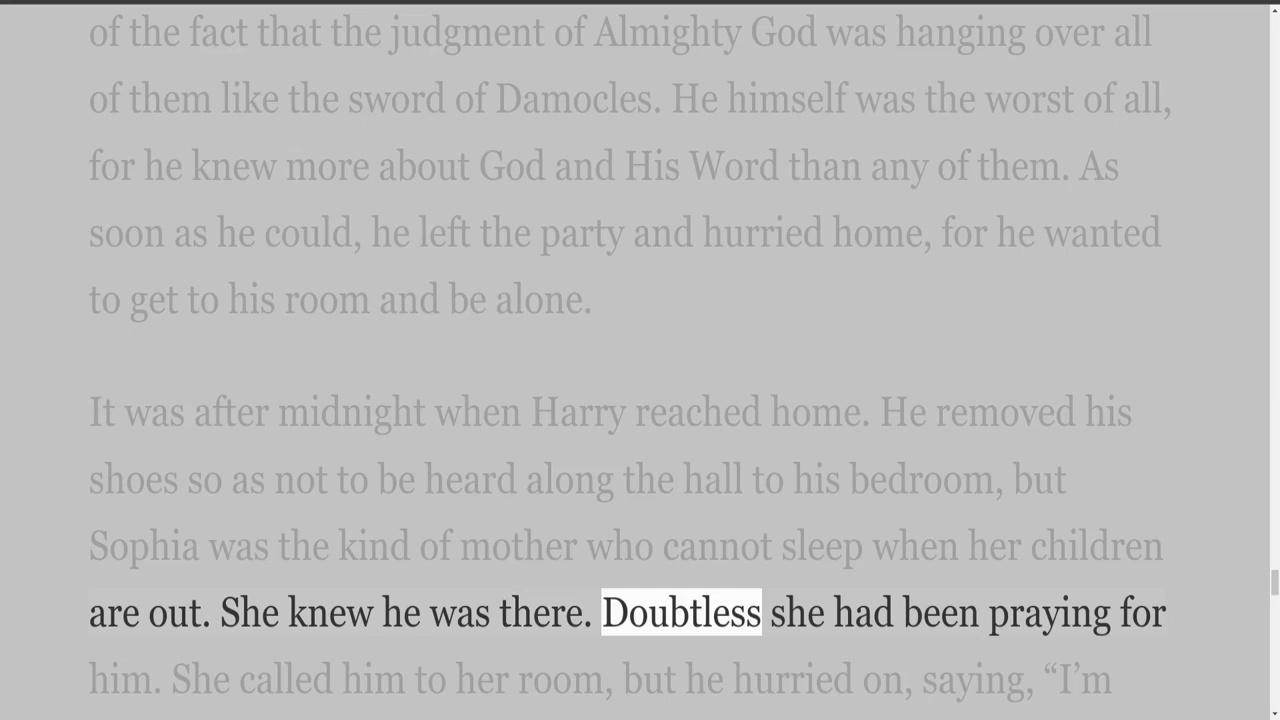 of the fact that the judgment of Almighty God was hanging over all
of them like the sword of Damocles. He himself was the worst of all,
for he knew more about God and His Word than any of them. As
soon as he could, he left the party and hurried home, for he wanted
to get to his room and be alone.
It was after midnight when Harry reached home. He removed his
shoes so as not to be heard along the hall to his bedroom, but
Sophia was the kind of mother who cannot sleep when her children
are out. She knew he was there. Doubtless she had been praying for
him. She called him to her room, but he hurried on, saying, “I’m